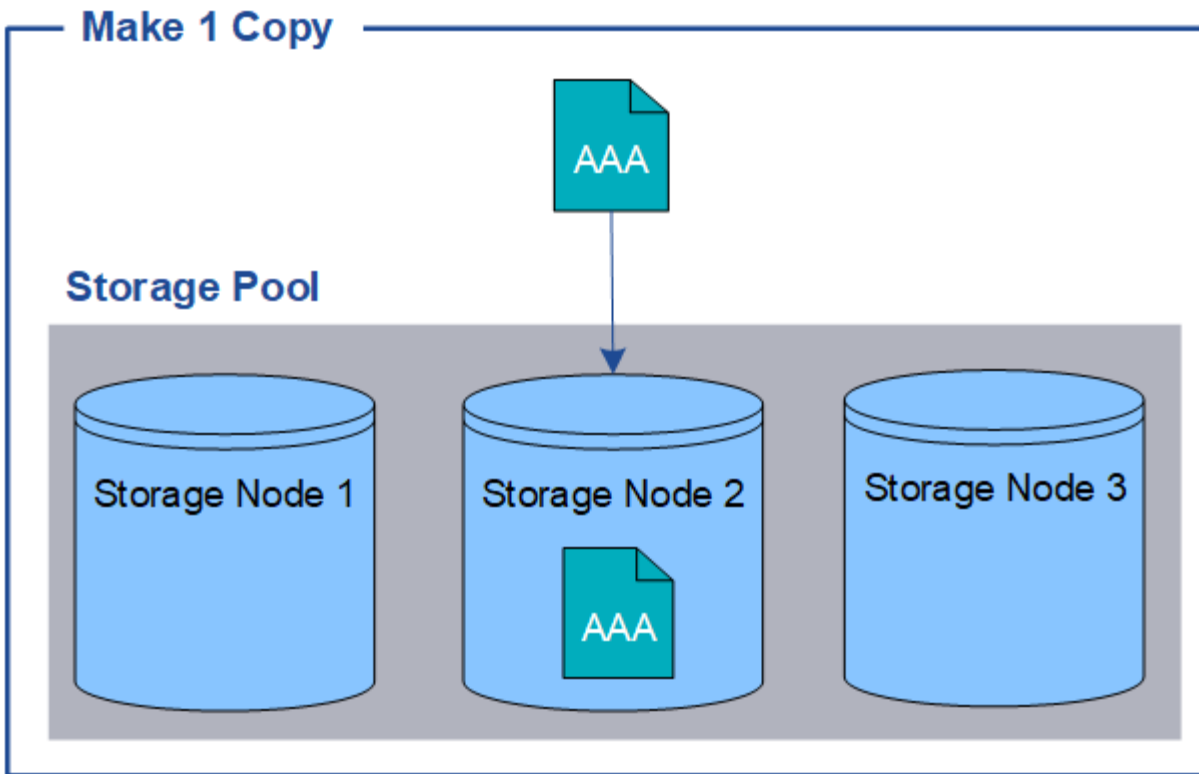 Make 1 Copy
AAA
Storage Pool
Storage Node 1
Storage Node 2
Storage Node 3
AAA